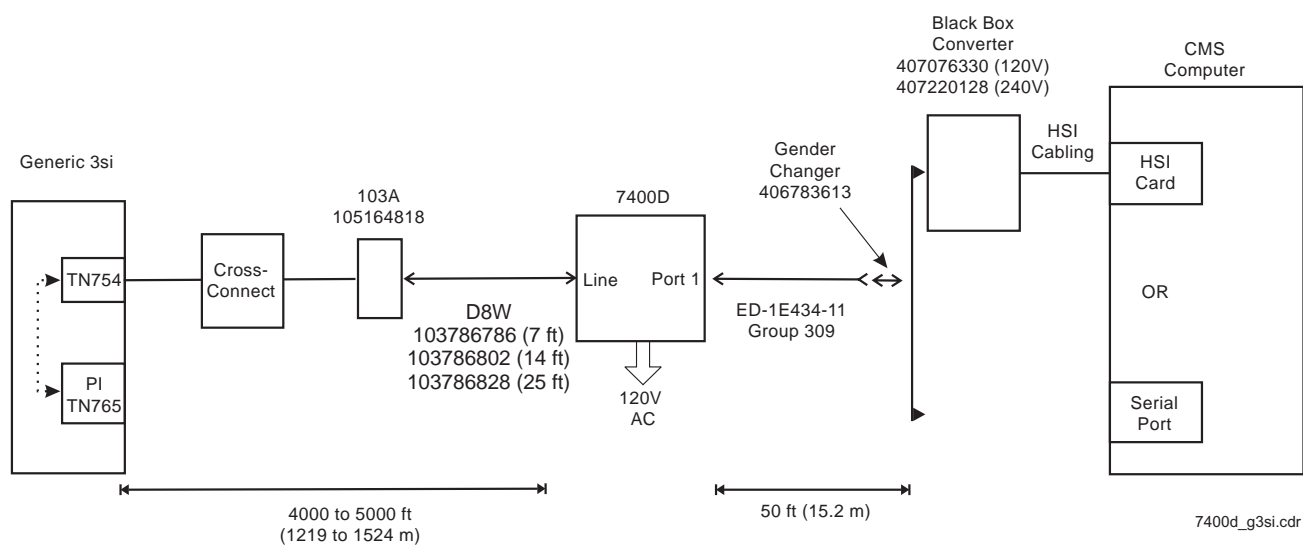 Black Box
Converter
407076330 (120V)
407220128 (240V)
CMS
Computer
Generic 3si
TN754
PI
TN765
Cross-
Connect
103A
105164818
D8W
103786786 (7 ft)
103786802 (14 ft)
103786828 (25 ft)
7400D
Line
Port 1
120V
AC
Gender
Changer
406783613
ED-1E434-11
Group 309
HSI
Cabling
HSI
Card
OR
Serial
Port
4000 to 5000 ft
(1219 to 1524 m)
50 ft (15.2 m)
7400d_g3si.cdr